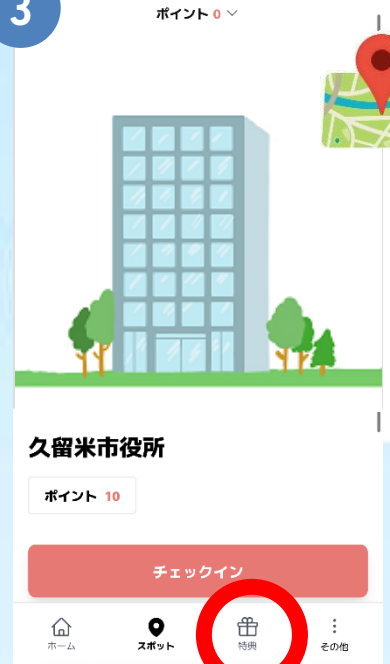 3
ポイント 0
久留米市役所
ポイント 10
チェックイン
ホーム
スポット
特典
その他